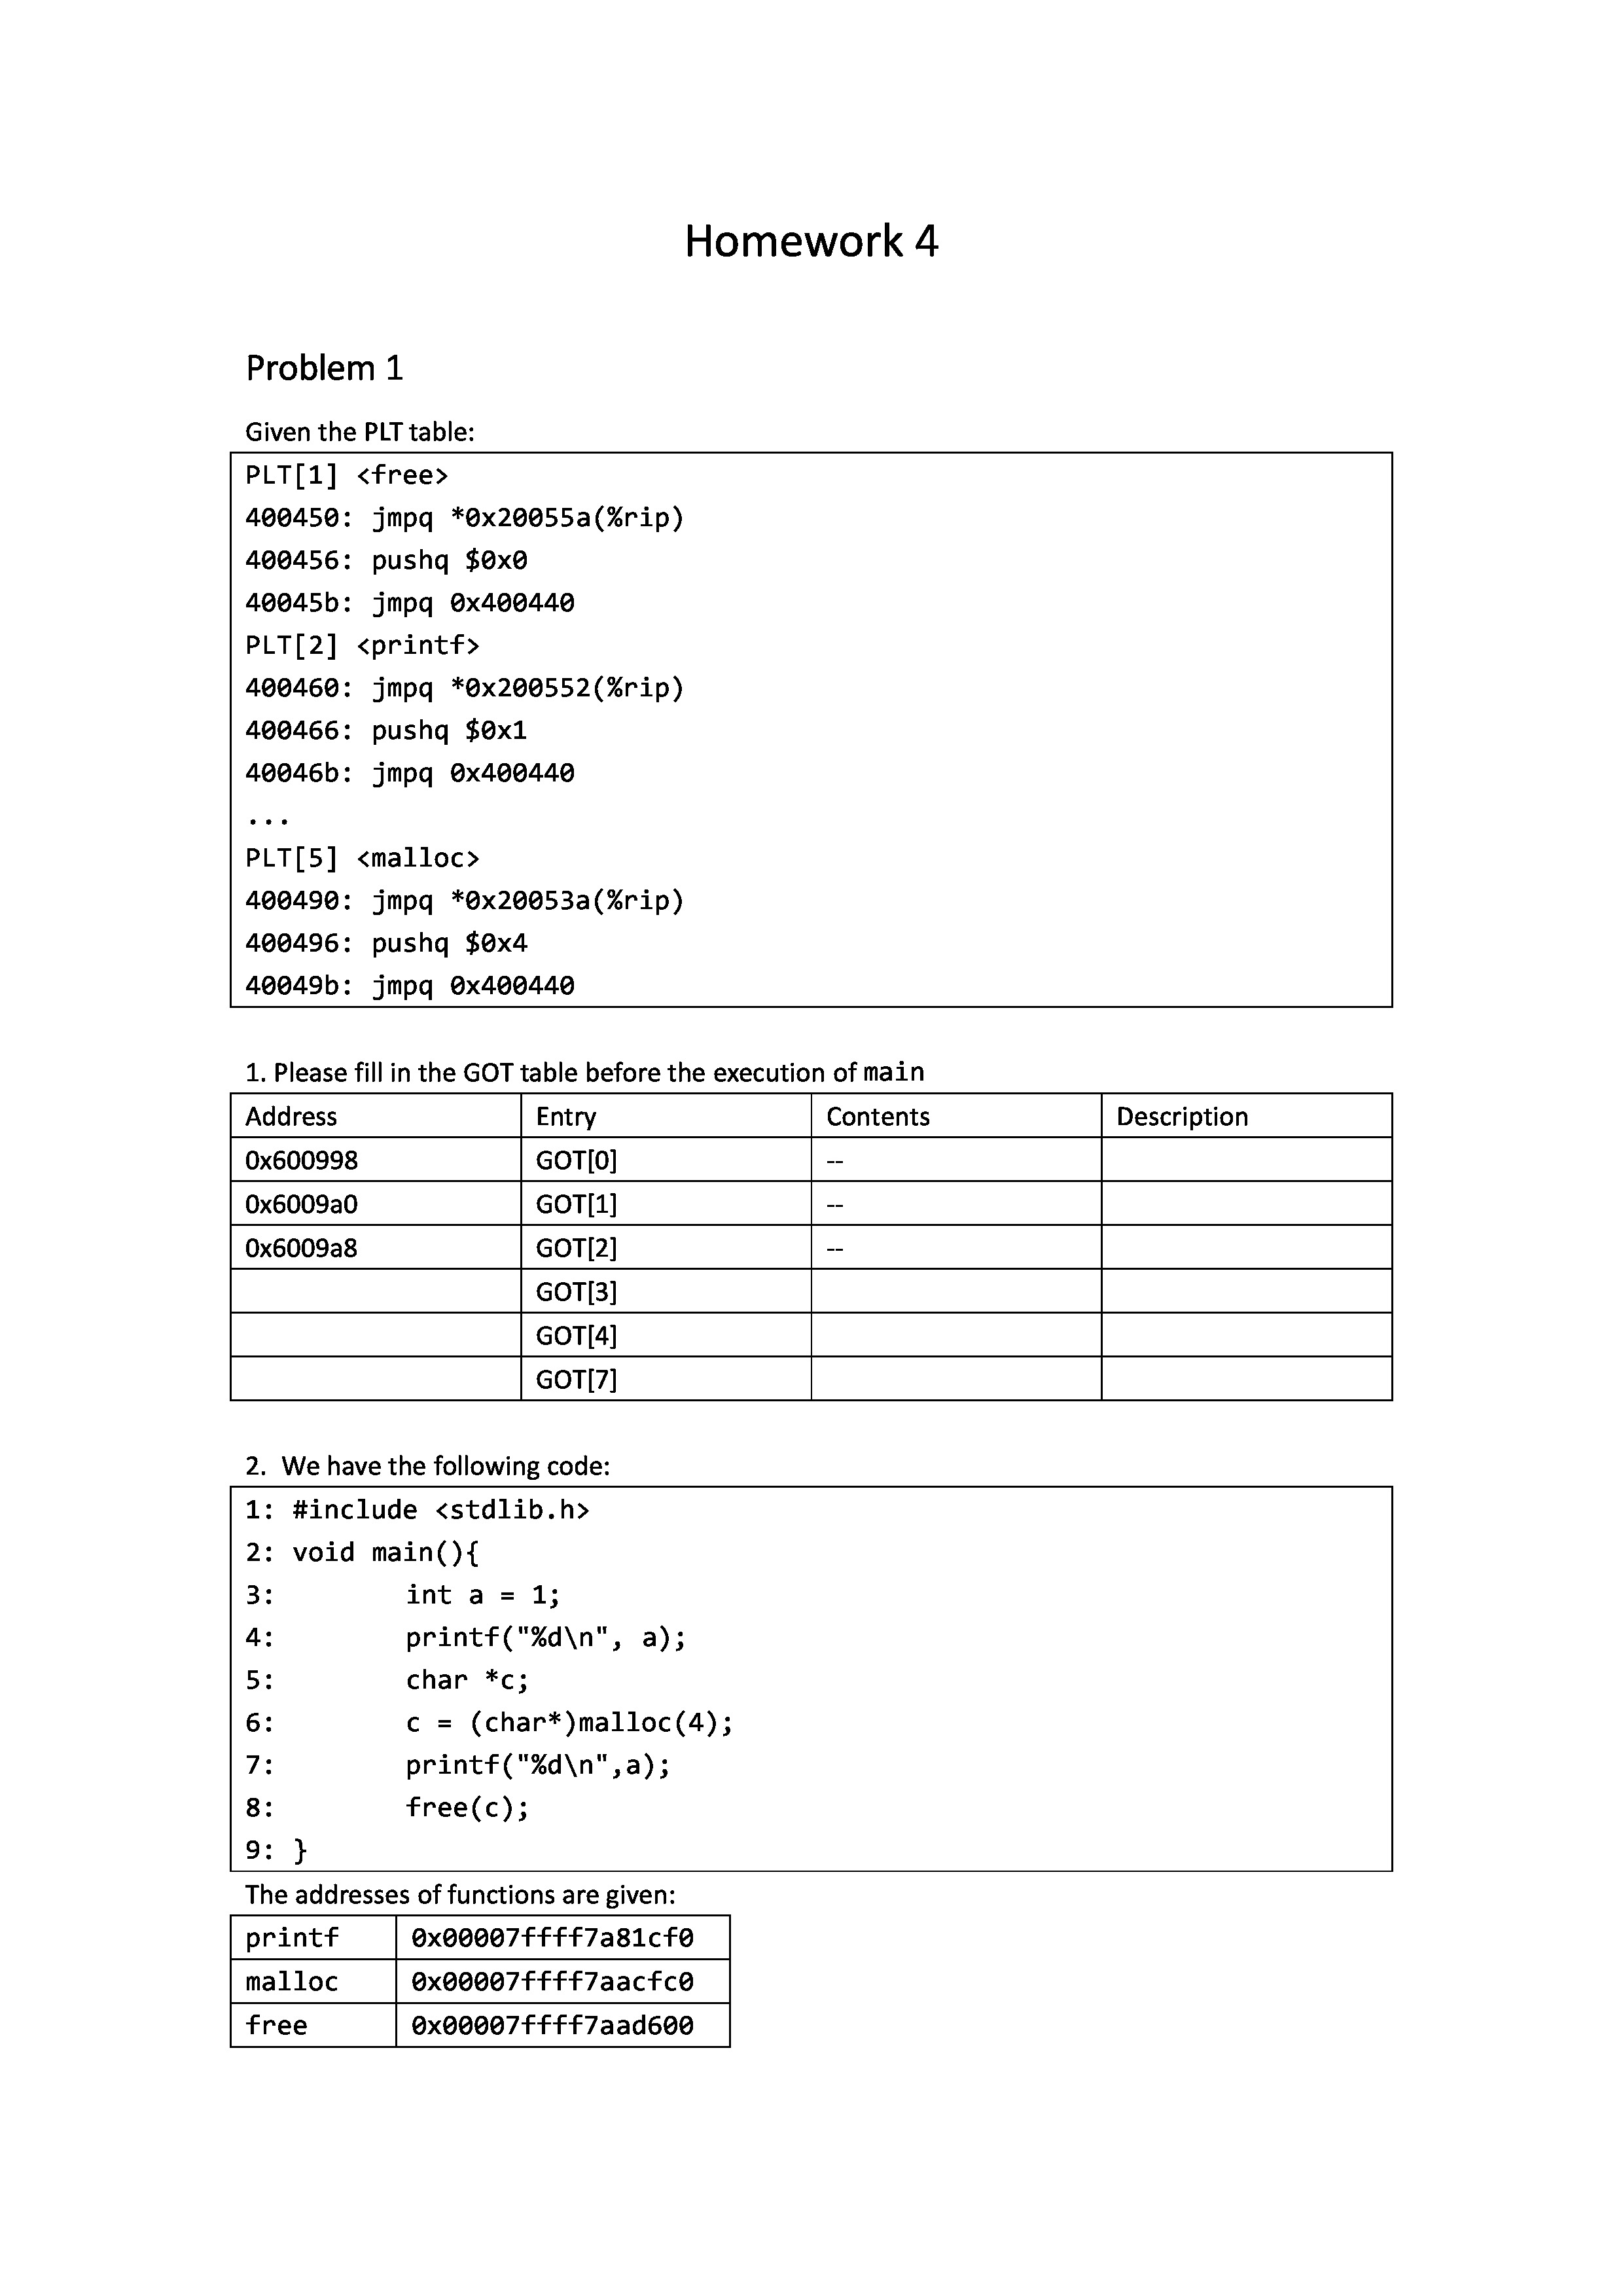 Homework 4
Problem 1
Given the PLT table:
PLT[1] <free>
400450: jmpq *0x20055a(%rip)
400456: pushq $0x0
40045b: jmpq 0x400440
PLT[2] <printf>
400460: jmpq *0x200552(%rip)
400466: pushq $0x1
40046b: jmpq 0x400440
...
PLT[5] <malloc>
400490: jmpq *0x20053a(%rip)
400496: pushq $0x4
40049b: jmpq 0x400440
1. Please fill in the GOT table before the execution of main
Address Entry Contents Description
0x600998 GOT[0] --
0x6009a0 GOT[1] --
0x6009a8 GOT[2] --
GOT[3]
GOT[4]
GOT[7]
2. We have the following code:
1: #include <stdlib.h>
2: void main(){
3: int a = 1;
4: printf("%d\n", a);
5: char *c;
6: c = (char*)malloc(4);
7: printf("%d\n",a);
8: free(c);
9: }
The addresses of functions are given:
printf 0x00007ffff7a81cf0
malloc 0x00007ffff7aacfc0
free 0x00007ffff7aad600